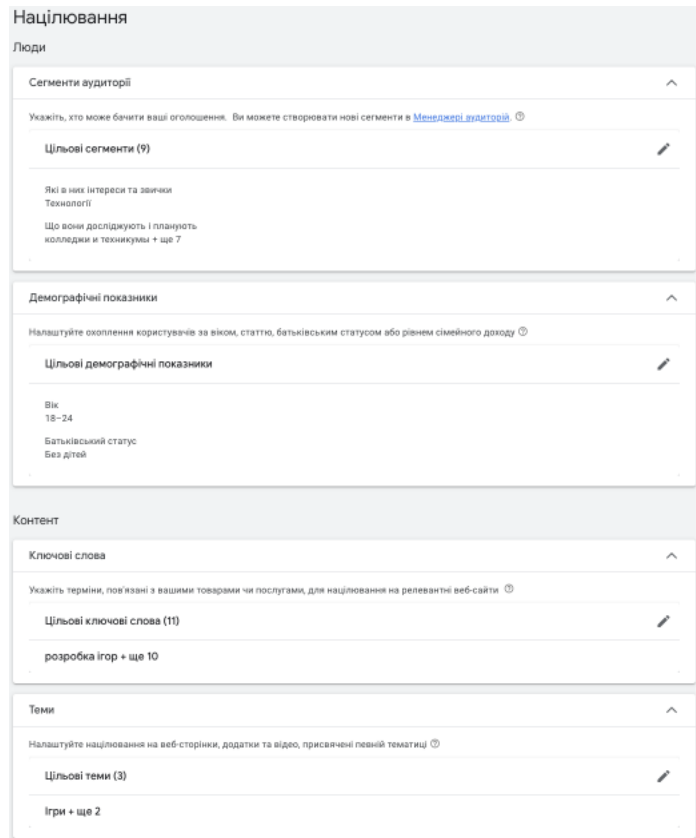 Націлювання
Люди
Сегменти аудиторії
Укажіть, хто може бачити ваші оголошення. Ви можете створювати нові сегменти в Менеджері аудиторій.
Цільові сегменти (9)
Які в них інтереси та звички
Технології
Що вони досліджують і планують
колледжи и техникумы + ще 7
Демографічні показники
Налаштуйте охоплення користувачів за віком, статтю, батьківським статусом або рівнем сімейного доходу
Цільові демографічні показники
Вік
18–24
Батьківський статус
Без дітей
Контент
Ключові слова
Укажіть терміни, пов'язані з вашими товарами чи послугами, для націлювання на релевантні веб-сайти
Цільові ключові слова (11)
розробка ігор + ще 10
Теми
Налаштуйте націлювання на веб-сторінки, додатки та відео, присвячені певній тематиці
Цільові теми (3)
Ігри + ще 2